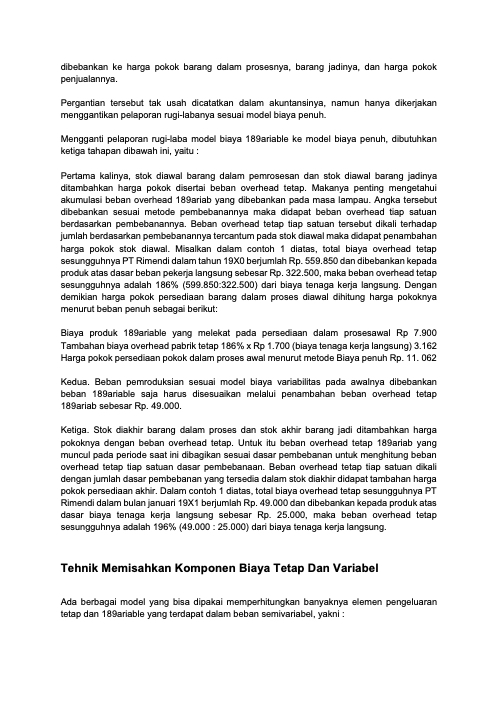 dibebankan ke harga pokok barang dalam prosesnya, barang jadinya, dan harga pokok
penjualannya.
Pergantian tersebut tak usah dicatatkan dalam akuntansinya, namun hanya dikerjakan
menggantikan pelaporan rugi-labanya sesuai model biaya penuh.
Mengganti pelaporan rugi-laba model biaya 189ariable ke model biaya penuh, dibutuhkan
ketiga tahapan dibawah ini, yaitu :
Pertama kalinya, stok diawal barang dalam pemrosesan dan stok diawal barang jadinya
ditambahkan harga pokok disertai beban overhead tetap. Makanya penting mengetahui
akumulasi beban overhead 189ariab yang dibebankan pada masa lampau. Angka tersebut
dibebankan sesuai metode pembebanannya maka didapat beban overhead tiap satuan
berdasarkan pembebanannya. Beban overhead tetap tiap satuan tersebut dikali terhadap
jumlah berdasarkan pembebanannya tercantum pada stok diawal maka didapat penambahan
harga pokok stok diawal. Misalkan dalam contoh 1 diatas, total biaya overhead tetap
sesungguhnya PT Rimendi dalam tahun 19X0 berjumlah Rp. 559.850 dan dibebankan kepada
produk atas dasar beban pekerja langsung sebesar Rp. 322.500, maka beban overhead tetap
sesungguhnya adalah 186% (599.850:322.500) dari biaya tenaga kerja langsung. Dengan
demikian harga pokok persediaan barang dalam proses diawal dihitung harga pokoknya
menurut beban penuh sebagai berikut:
Biaya produk 189ariable yang melekat pada persediaan dalam prosesawal Rp 7.900
Tambahan biaya overhead pabrik tetap 186% x Rp 1.700 (biaya tenaga kerja langsung) 3.162
Harga pokok persediaan pokok dalam proses awal menurut metode Biaya penuh Rp. 11. 062
Kedua. Beban pemroduksian sesuai model biaya variabilitas pada awalnya dibebankan
beban 189ariable saja harus disesuaikan melalui penambahan beban overhead tetap
189ariab sebesar Rp. 49.000.
Ketiga. Stok diakhir barang dalam proses dan stok akhir barang jadi ditambahkan harga
pokoknya dengan beban overhead tetap. Untuk itu beban overhead tetap 189ariab yang
muncul pada periode saat ini dibagikan sesuai dasar pembebanan untuk menghitung beban
overhead tetap tiap satuan dasar pembebanaan. Beban overhead tetap tiap satuan dikali
dengan jumlah dasar pembebanan yang tersedia dalam stok diakhir didapat tambahan harga
pokok persediaan akhir. Dalam contoh 1 diatas, total biaya overhead tetap sesungguhnya PT
Rimendi dalam bulan januari 19X1 berjumlah Rp. 49.000 dan dibebankan kepada produk atas
dasar biaya tenaga kerja langsung sebesar Rp. 25.000, maka beban overhead tetap
sesungguhnya adalah 196% (49.000 : 25.000) dari biaya tenaga kerja langsung.
Tehnik Memisahkan Komponen Biaya Tetap Dan Variabel
Ada berbagai model yang bisa dipakai memperhitungkan banyaknya elemen pengeluaran
tetap dan 189ariable yang terdapat dalam beban semivariabel, yakni :